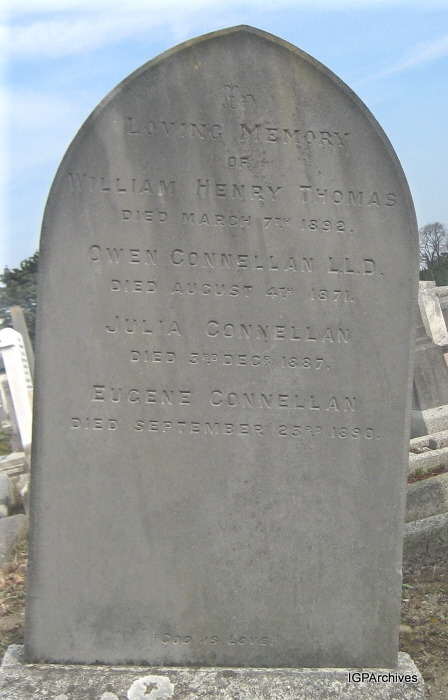 IN
LOVING MEMORY
OF
WILLIAM HENRY THOMAS
DIED MARCH 7TH 1892.
OWEN CONNELLAN LL.D.
DIED AUGUST 4TH 1871.
JULIA CONNELLAN
DIED 3RD DECR 1887.
EUGENE CONNELLAN
DIED SEPTEMBER 23RD 1890.
GOD IS LOVE
IGPArchives